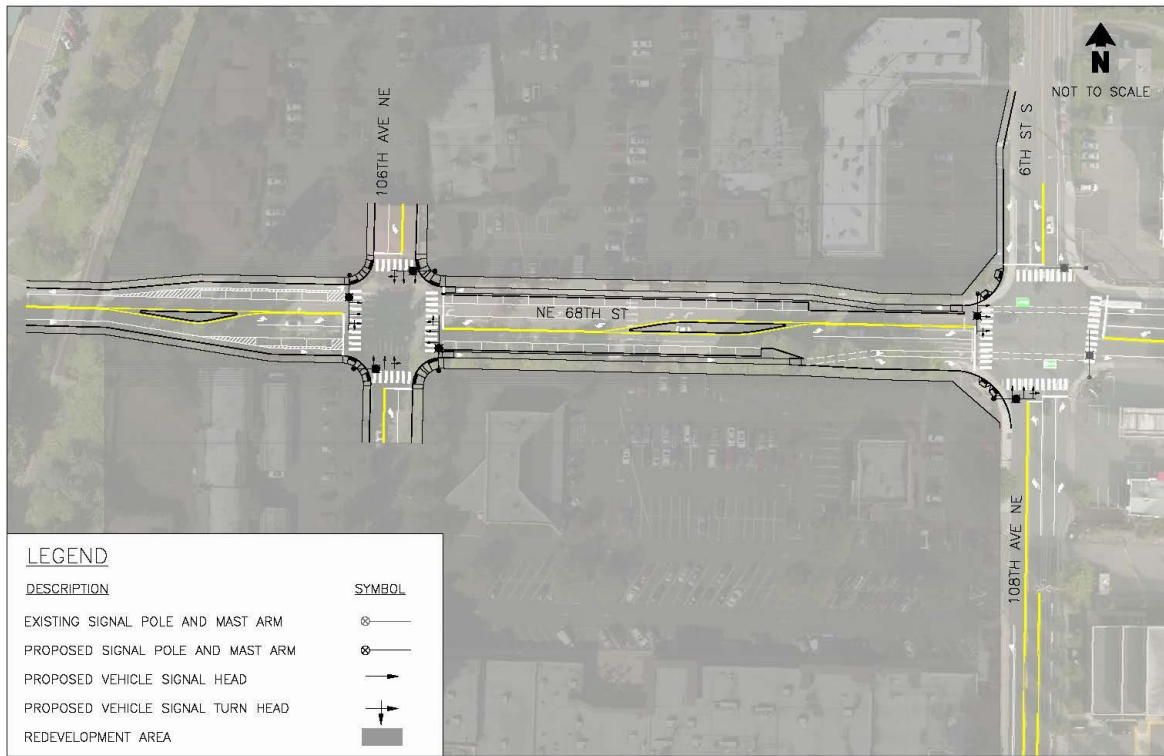 N
NOT TO SCALE
106TH AVE NE
6TH ST S
NE 68TH ST
108TH AVE NE
LEGEND
DESCRIPTION SYMBOL
EXISTING SIGNAL POLE AND MAST ARM
PROPOSED SIGNAL POLE AND MAST ARM
PROPOSED VEHICLE SIGNAL HEAD
PROPOSED VEHICLE SIGNAL TURN HEAD
REDEVELOPMENT AREA